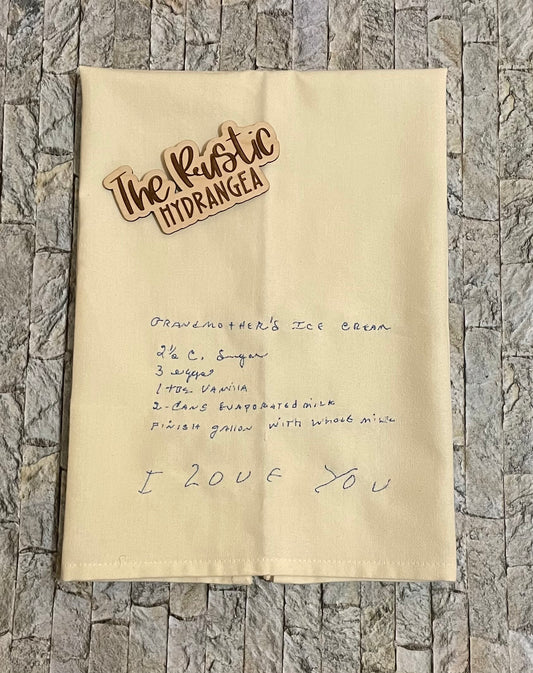 The Rustic
HYDRANGEA
GRANDMOTHER'S ICE CREAM
2½ C. Sugar
3 eggs
1 TBS VANILLA
2-CANS EVAPORATED MILK
FINISH gALLON WITH WHOLE MILK
I LOVE YOU